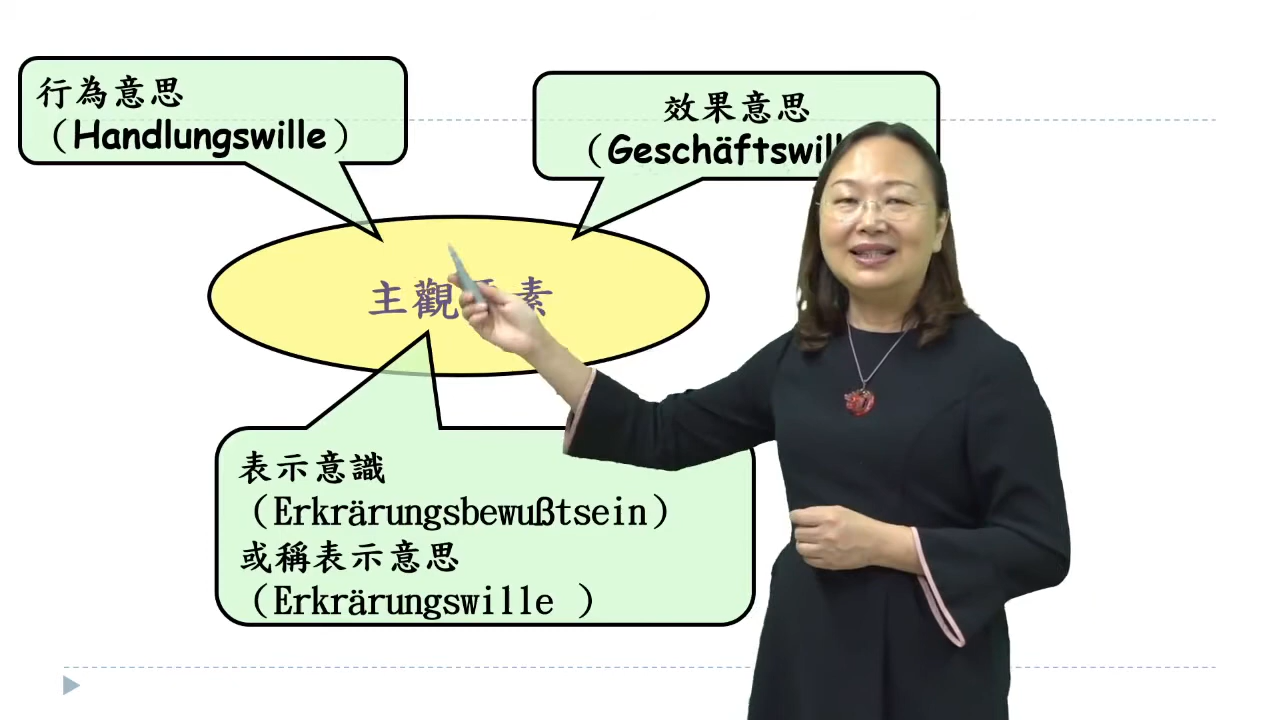 行為意思
（Handlungswille）
效果意思
（Geschäftswill
主觀 素
表示意識
（Erkrärungsbewußtsein）
或稱表示意思
（Erkrärungswille ）